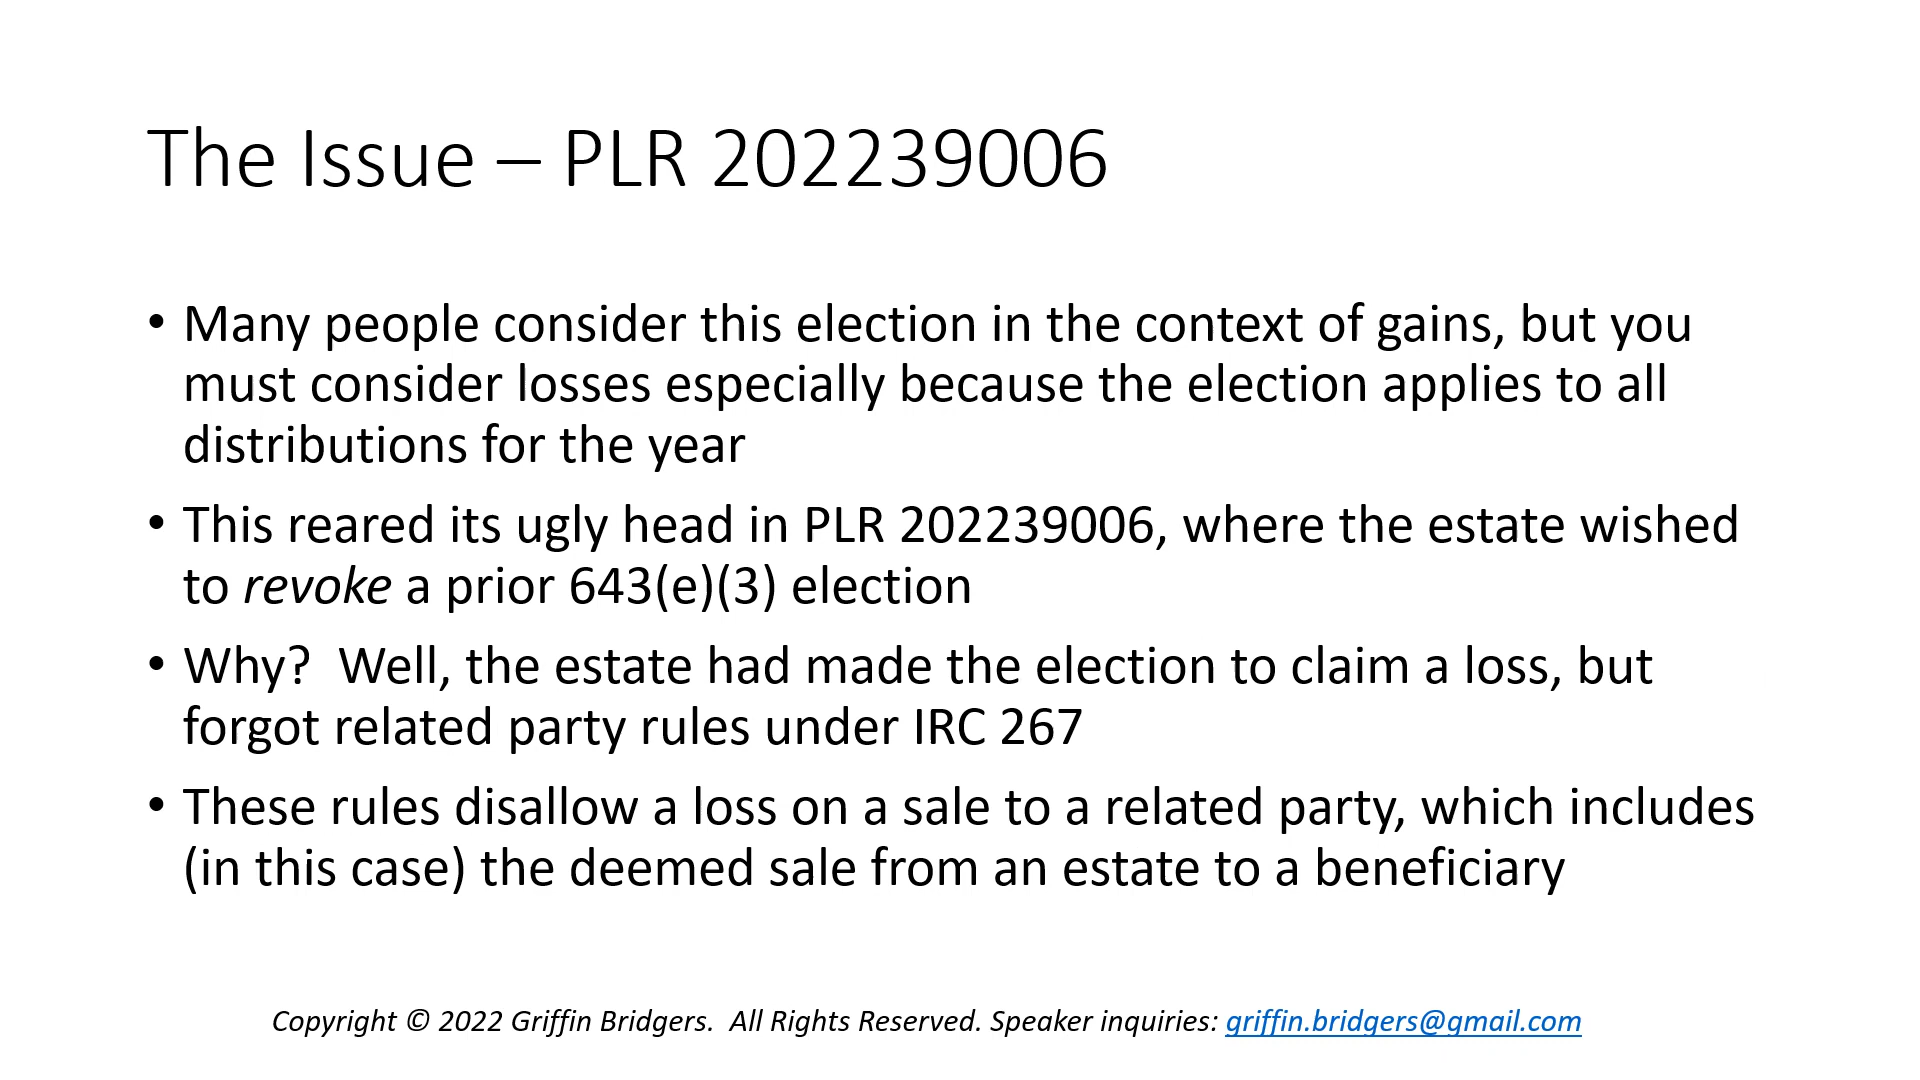 The Issue – PLR 202239006
• Many people consider this election in the context of gains, but you
must consider losses especially because the election applies to all
distributions for the year
• This reared its ugly head in PLR 202239006, where the estate wished
to revoke a prior 643(e)(3) election
• Why?  Well, the estate had made the election to claim a loss, but
forgot related party rules under IRC 267
• These rules disallow a loss on a sale to a related party, which includes
(in this case) the deemed sale from an estate to a beneficiary
Copyright © 2022 Griffin Bridgers.  All Rights Reserved. Speaker inquiries: griffin.bridgers@gmail.com